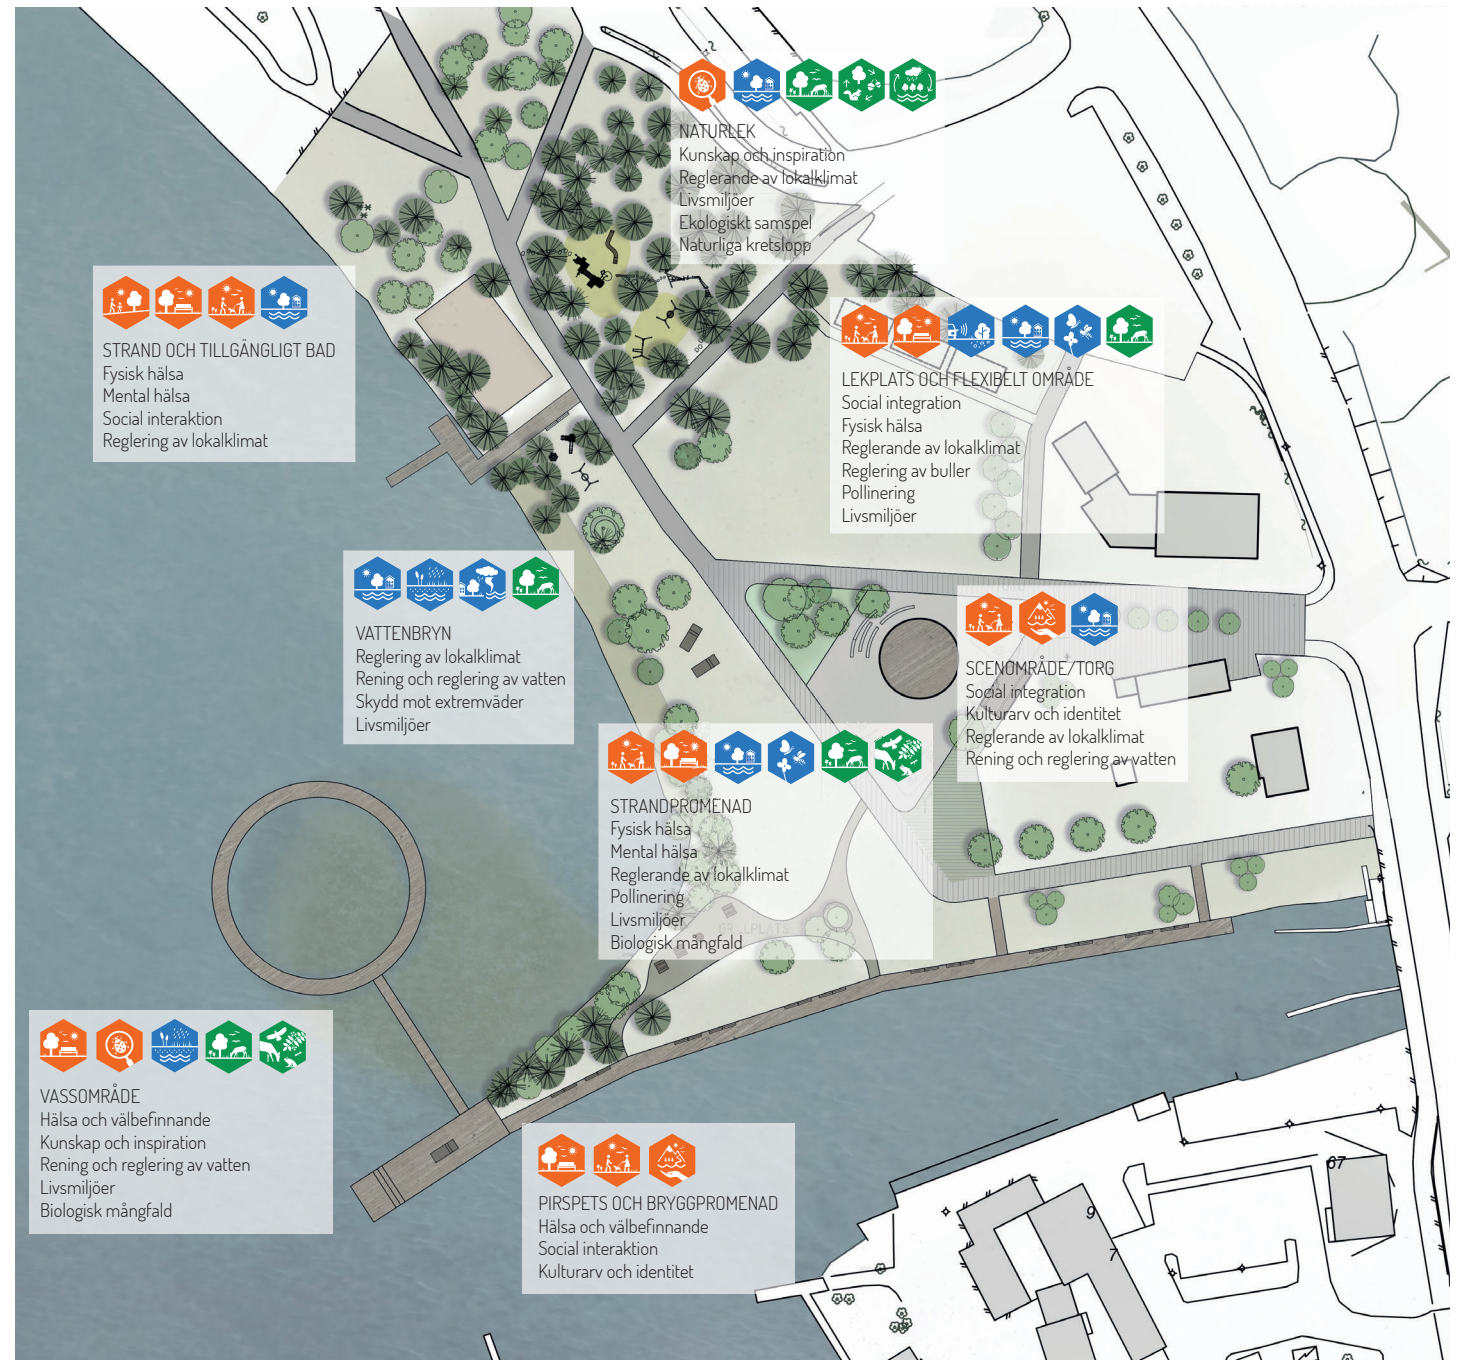 NATURLEK
Kunskap och inspiration
Reglerande av lokalklimat
Livsmiljöer
Ekologiskt samspel
Naturliga kretslopp
STRAND OCH TILLGÄNGLIGT BAD
Fysisk hälsa
Mental hälsa
Social interaktion
Reglering av lokalklimat
LEKPLATS OCH FLEXIBELT OMRÅDE
Social integration
Fysisk hälsa
Reglerande av lokalklimat
Reglering av buller
Pollinering
Livsmiljöer
VATTENBRYN
Reglering av lokalklimat
Rening och reglering av vatten
Skydd mot extremväder
Livsmiljöer
SCENOMRÅDE/TORG
Social integration
Kulturarv och identitet
Reglerande av lokalklimat
Rening och reglering av vatten
STRANDPROMENAD
Fysisk hälsa
Mental hälsa
Reglerande av lokalklimat
Pollinering
Livsmiljöer
Biologisk mångfald
GRILLPLATS
VASSOMRÅDE
Hälsa och välbefinnande
Kunskap och inspiration
Rening och reglering av vatten
Livsmiljöer
Biologisk mångfald
PIRSPETS OCH BRYGGPROMENAD
Hälsa och välbefinnande
Social interaktion
Kulturarv och identitet
67
9
7